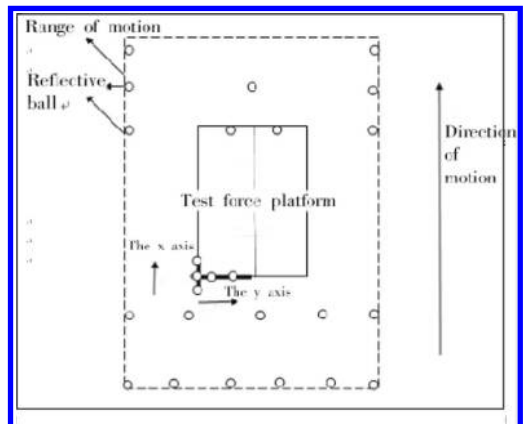 Range of motion
Reflective
ball
Direction
of
motion
Test force platform
The x axis
The y axis